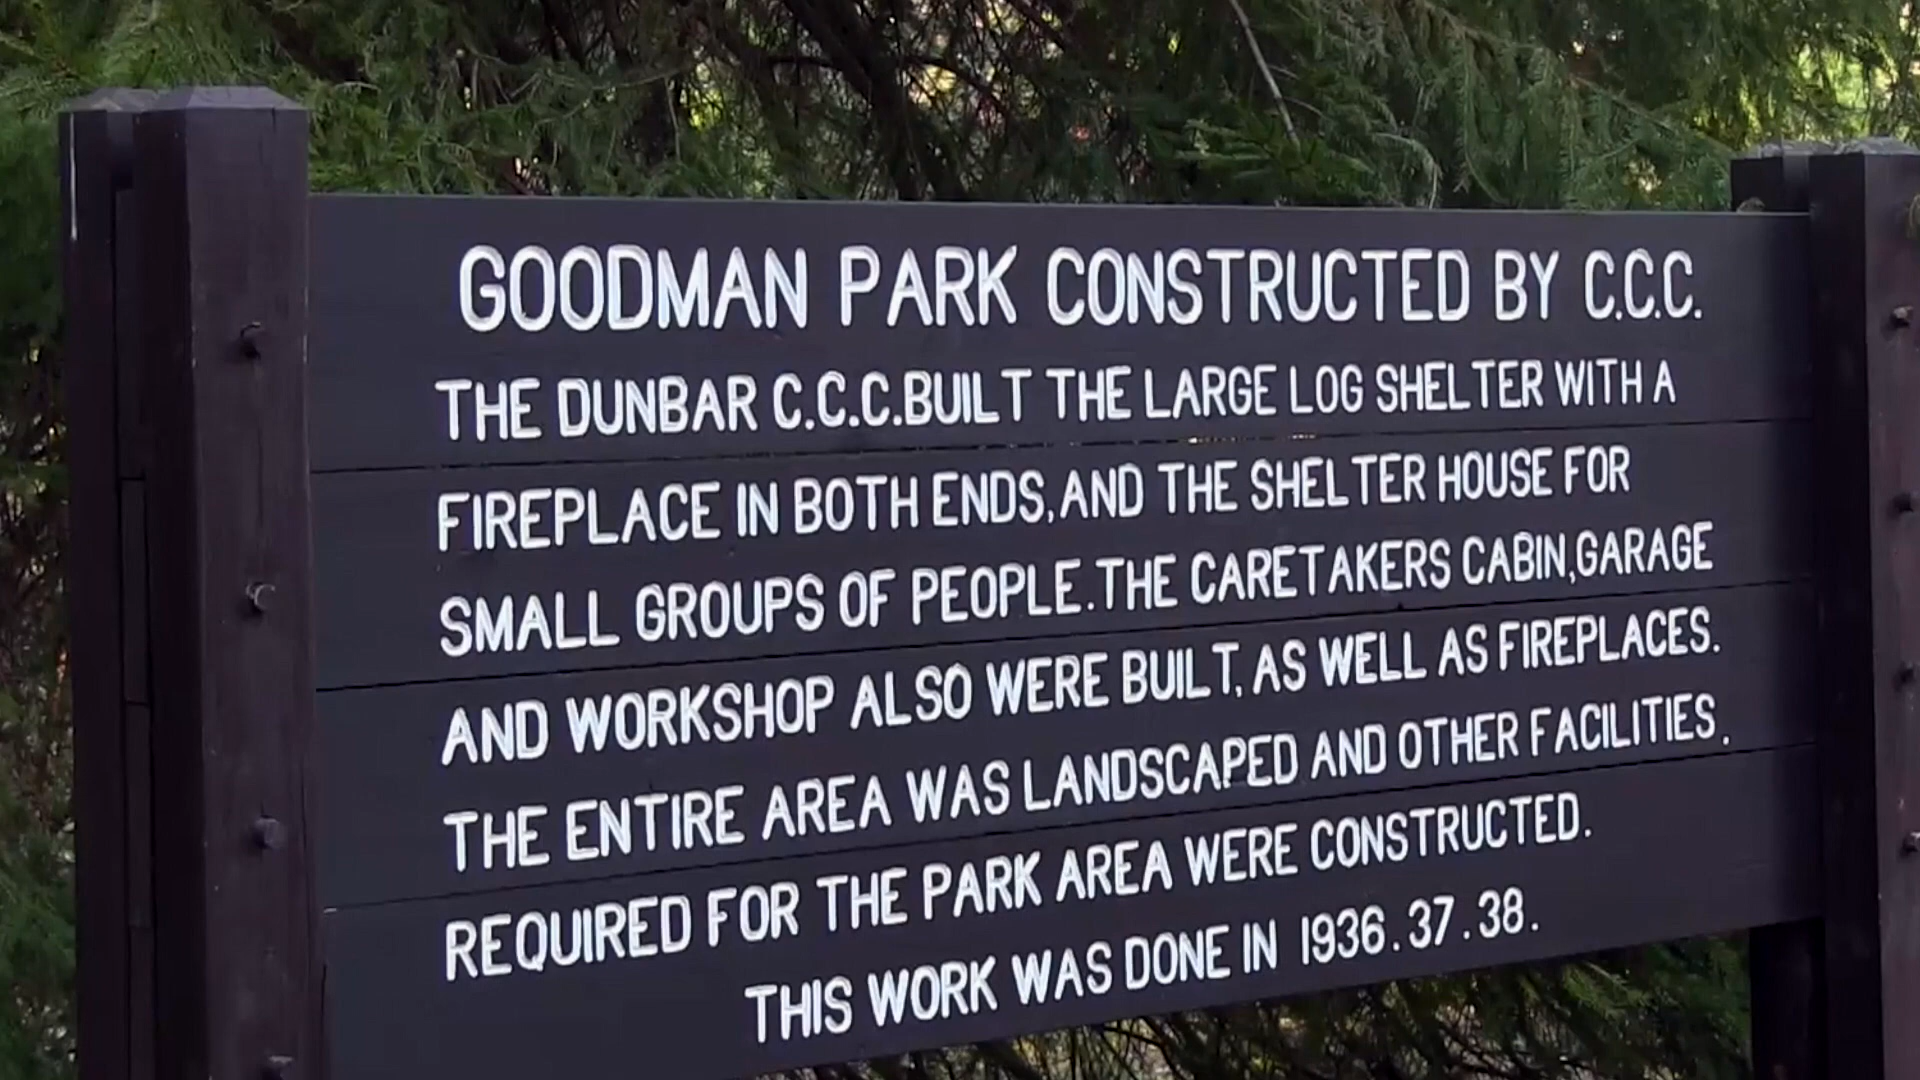 GOODMAN PARK CONSTRUCTED BY C.C.C.
THE DUNBAR C.C.C.BUILT THE LARGE LOG SHELTER WITH A
FIREPLACE IN BOTH ENDS,AND THE SHELTER HOUSE FOR
SMALL GROUPS OF PEOPLE.THE CARETAKERS CABIN,GARAGE
AND WORKSHOP ALSO WERE BUILT, AS WELL AS FIREPLACES.
THE ENTIRE AREA WAS LANDSCAPED AND OTHER FACILITIES.
REQUIRED FOR THE PARK AREA WERE CONSTRUCTED.
THIS WORK WAS DONE IN 1936.37.38.